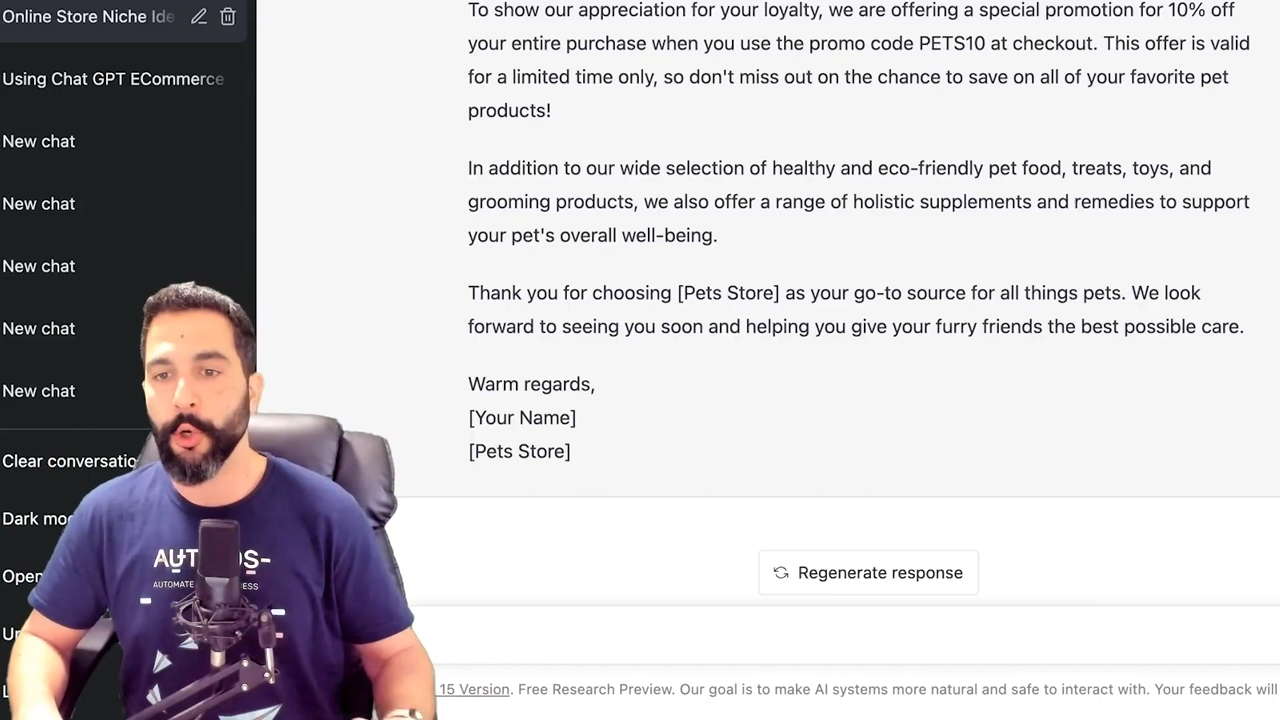 Online Store Niche Ide
Using Chat GPT ECommerce
New chat
New chat
New chat
New chat
New chat
Clear conversatio
Dark mo
Open
To show our appreciation for your loyalty, we are offering a special promotion for 10% off
your entire purchase when you use the promo code PETS10 at checkout. This offer is valid
for a limited time only, so don't miss out on the chance to save on all of your favorite pet
products!
In addition to our wide selection of healthy and eco-friendly pet food, treats, toys, and
grooming products, we also offer a range of holistic supplements and remedies to support
your pet's overall well-being.
Thank you for choosing [Pets Store] as your go-to source for all things pets. We look
forward to seeing you soon and helping you give your furry friends the best possible care.
Warm regards,
[Your Name]
[Pets Store]
Regenerate response
15 Version. Free Research Preview. Our goal is to make AI systems more natural and safe to interact with. Your feedback will
AUT
S-
AUTOMATE